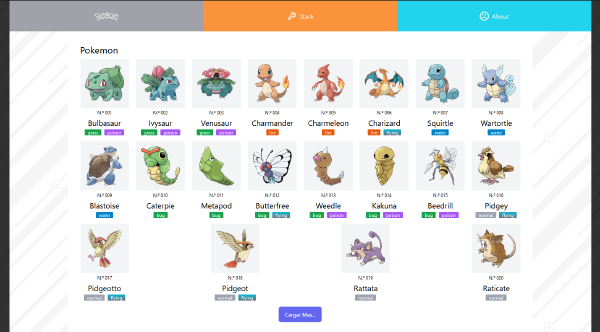 Pokémon
Stack
About
Pokemon
N.º 001 N.º 002 N.º 003 N.º 004 N.º 005 N.º 006 N.º 007 N.º 008
Bulbasaur Ivysaur Venusaur Charmander Charmeleon Charizard Squirtle Wartortle
grass poison grass poison grass poison fire fire fire flying water water
N.º 009 N.º 010 N.º 011 N.º 012 N.º 013 N.º 014 N.º 015 N.º 016
Blastoise Caterpie Metapod Butterfree Weedle Kakuna Beedrill Pidgey
water bug bug bug flying bug poison bug poison bug poison normal flying
N.º 017 N.º 018 N.º 019 N.º 020
Pidgeotto Pidgeot Rattata Raticate
normal flying normal flying normal normal
Cargar Mas...